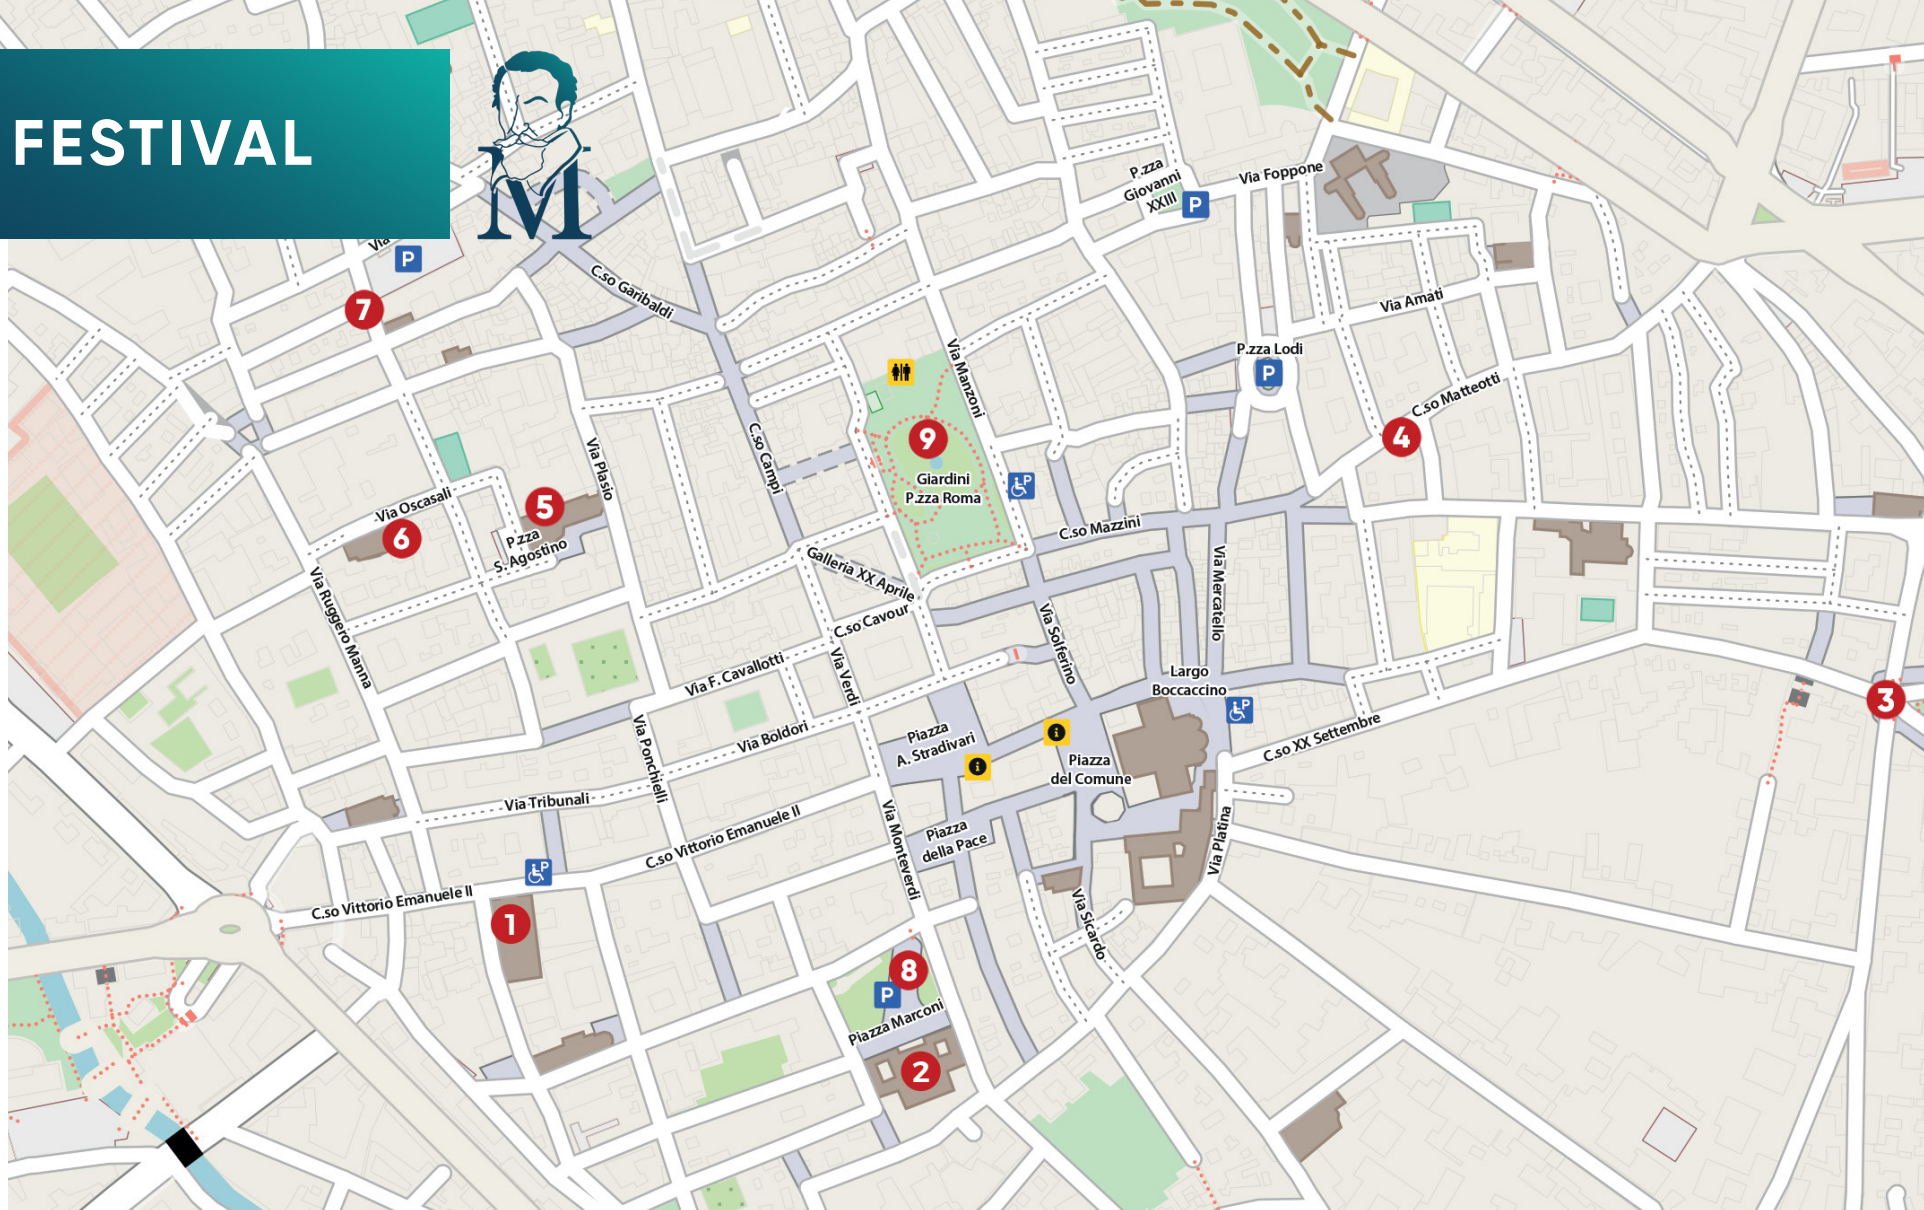 FESTIVAL
M
Via
P
7
C.so Garibaldi
P.zza
Giovanni
XXIII
P
Via Foppone
Via Amati
P.zza Lodi
P
C.so Matteotti
4
Via Manzoni
9
Giardini
P.zza Roma
P
C.so Campi
Via Plasio
Via Oscasali
5
6
P.zza
S. Agostino
Via Ruggero Manna
Galleria XX Aprile
C.so Cavour
C.so Mazzini
Via Mercatello
Via Solferino
Largo
Boccaccino
P
3
C.so XX Settembre
Via F. Cavallotti
Via Verdi
Via Boldori
Via Ponchielli
Piazza
A. Stradivari
i
i
Piazza
del Comune
Via Tribunali
C.so Vittorio Emanuele II
Via Monteverdi
Piazza
della Pace
Via Platina
P
C.so Vittorio Emanuele II
1
Via Sicardo
8
P
Piazza Marconi
2